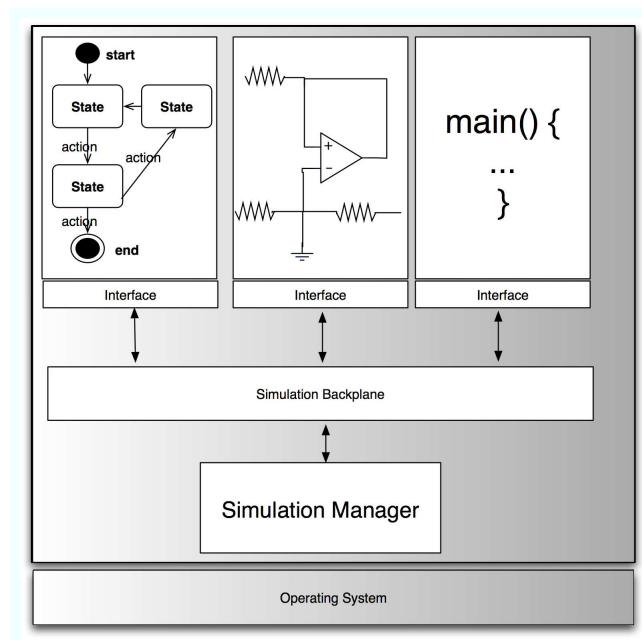 start
State
State
action
action
State
action
end
+
-
main() {
...
}
Interface
Interface
Interface
Simulation Backplane
Simulation Manager
Operating System